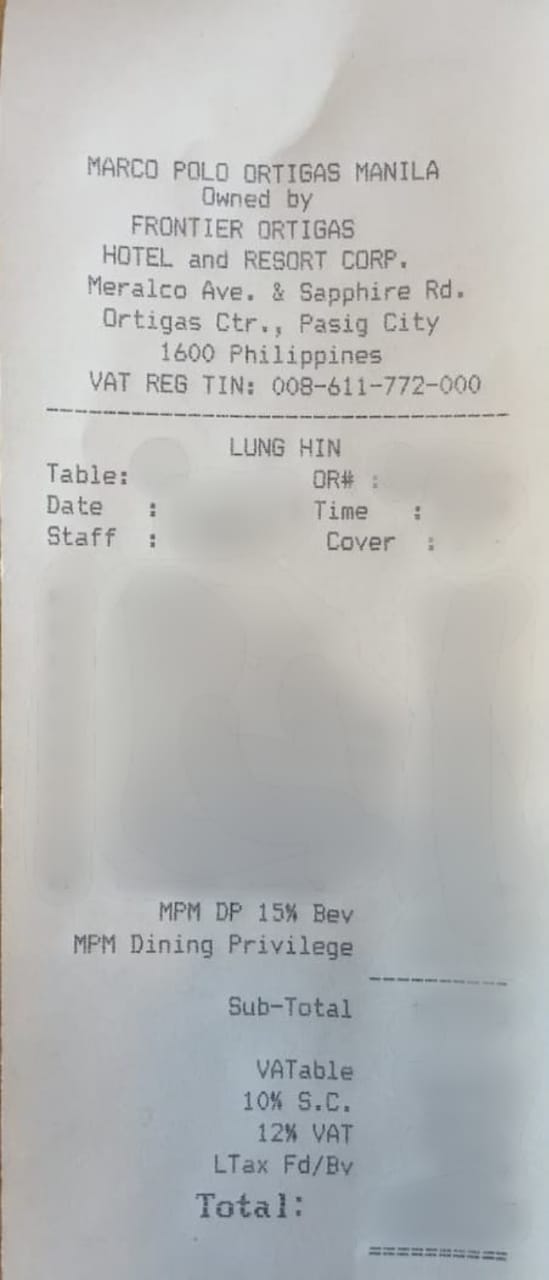 MARCO POLO ORTIGAS MANILA
Owned by
FRONTIER ORTIGAS
HOTEL and RESORT CORP.
Meralco Ave. & Sapphire Rd.
Ortigas Ctr., Pasig City
1600 Philippines
VAT REG TIN: 008-611-772-000
LUNG HIN
Table: OR# :
Date : Time :
Staff : Cover :
MPM DP 15% Bev
MPM Dining Privilege
Sub-Total
VATable
10% S.C.
12% VAT
LTax Fd/Bv
Total: